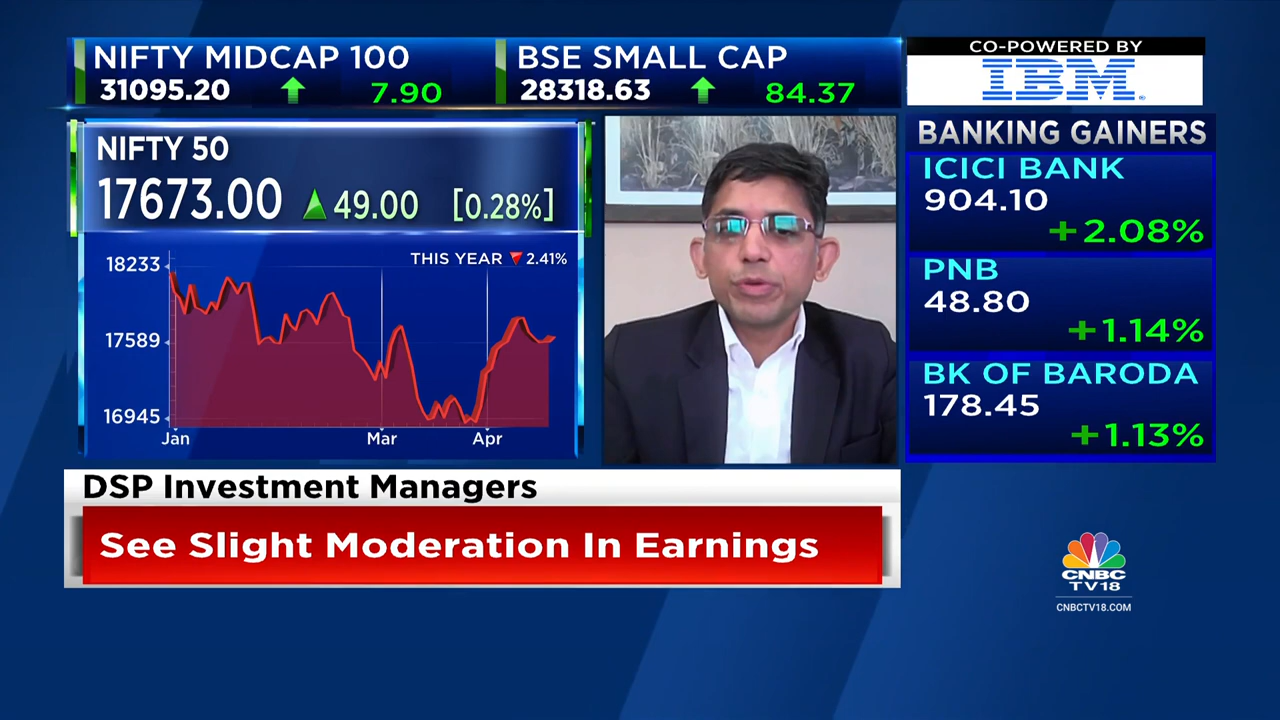 NIFTY MIDCAP 100
31095.20 7.90
BSE SMALL CAP
28318.63 84.37
CO-POWERED BY
IBM
NIFTY 50
17673.00 49.00 [0.28%]
THIS YEAR 2.41%
18233
17589
16945
Jan Mar Apr
BANKING GAINERS
ICICI BANK
904.10
+2.08%
PNB
48.80
+1.14%
BK OF BARODA
178.45
+1.13%
DSP Investment Managers
See Slight Moderation In Earnings
CNBC
TV18
CNBCTV18.COM